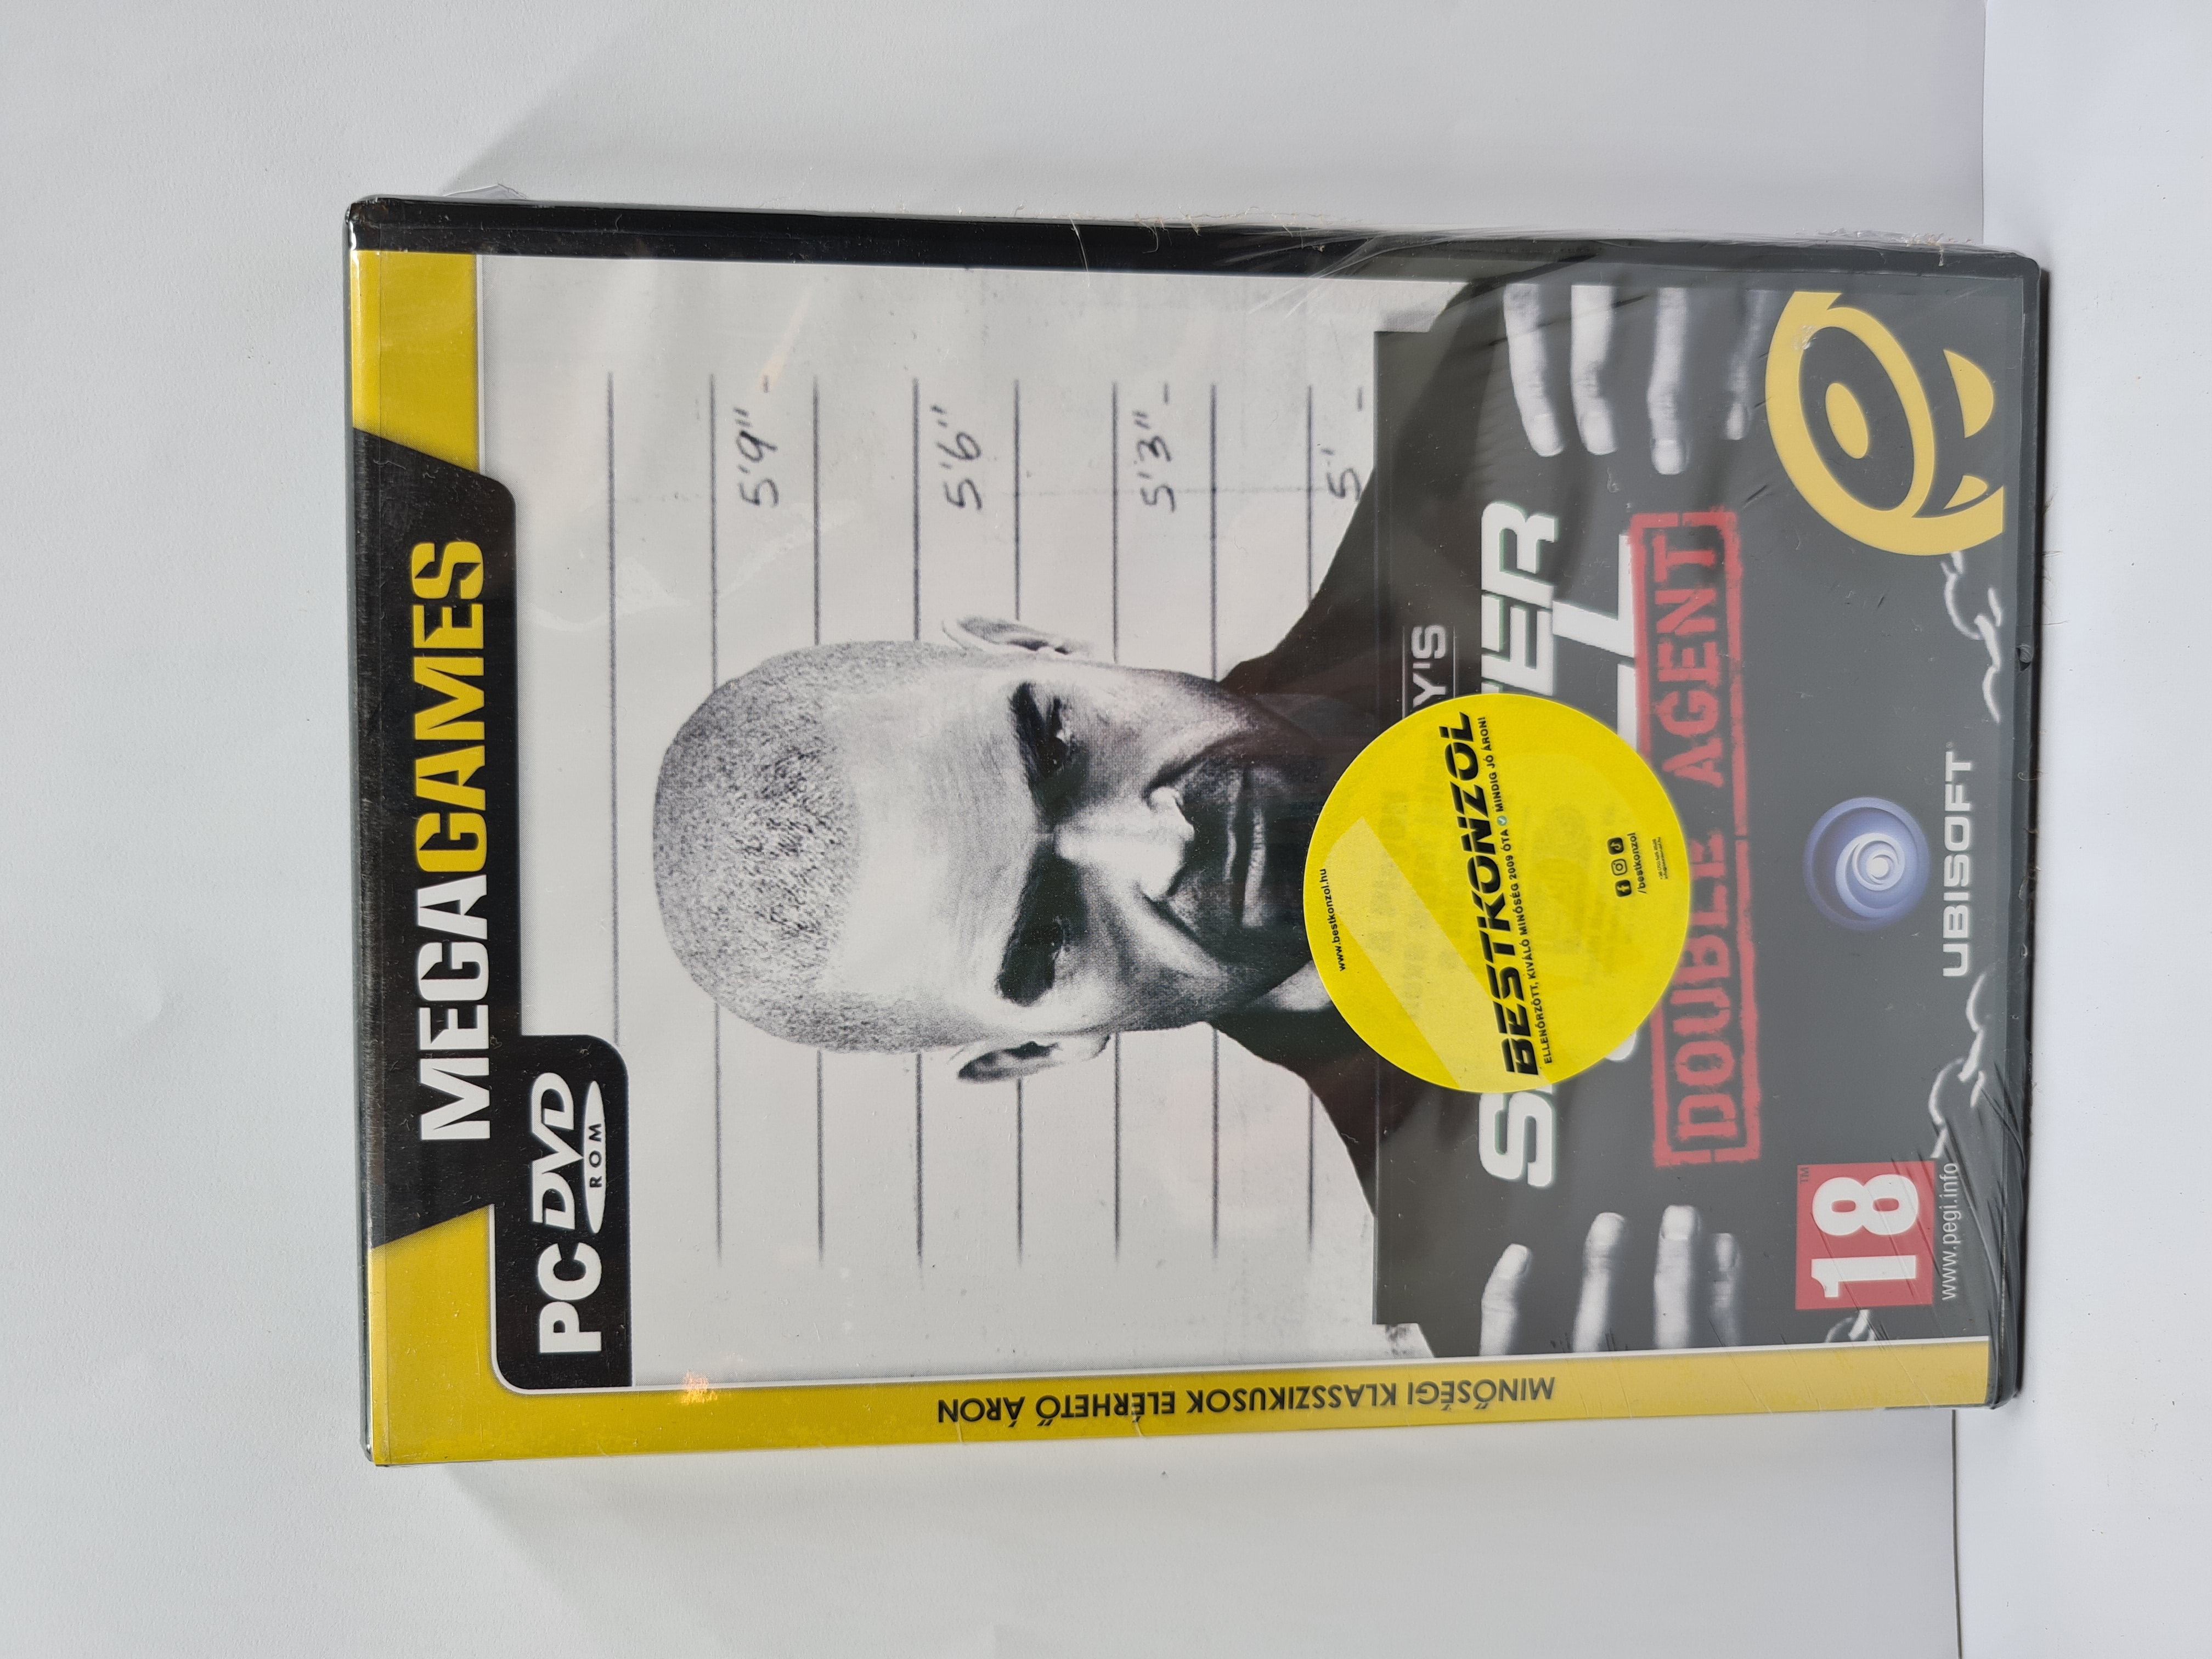 MEGAGAMES
PC DVD
ROM
5'9"
5'6"
5'3"
5'
Y'S
ER
DOUBLE AGENT
www.bestkonzol.hu
BESTKONZOL
ELLENŐRZÖTT, KIVÁLÓ MINŐSÉG 2009 ÓTA MINDIG JÓ ÁRON!
/bestkonzol
18
www.pegi.info
UBISOFT
MINŐSÉGI KLASSZIKUSOK ELÉRHETŐ ÁRON